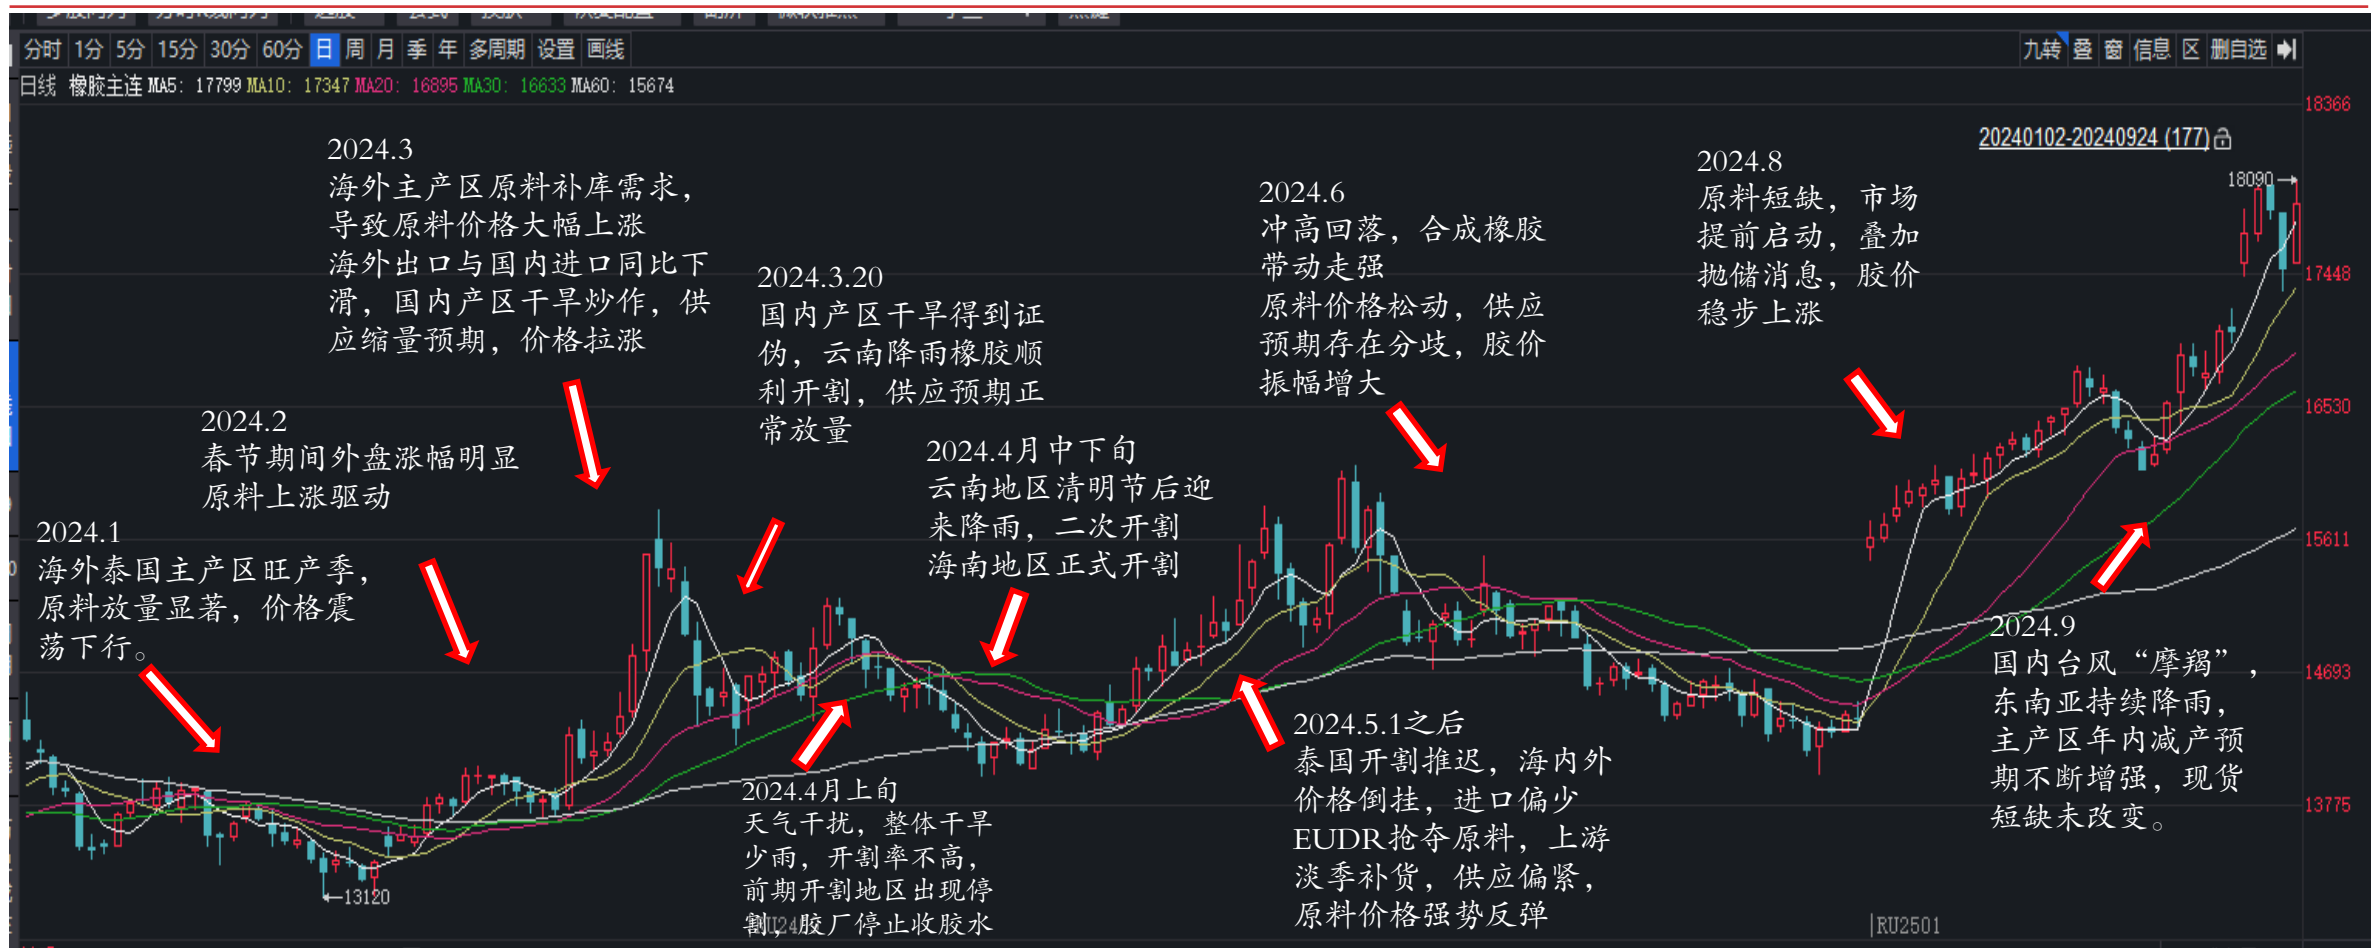 分时 1分 5分 15分 30分 60分 日 周 月 季 年 多周期 设置 画线
九转 叠 窗 信息 区 删自选
日线 橡胶主连 MA5: 17799 MA10: 17347 MA20: 16895 MA30: 16633 MA60: 15674
18366
20240102-20240924 (177)
18090
17448
16530
15611
14693
13775
2024.1
海外泰国主产区旺产季，
原料放量显著，价格震
荡下行。
2024.2
春节期间外盘涨幅明显
原料上涨驱动
2024.3
海外主产区原料补库需求，
导致原料价格大幅上涨
海外出口与国内进口同比下
滑，国内产区干旱炒作，供
应缩量预期，价格拉涨
2024.3.20
国内产区干旱得到证
伪，云南降雨橡胶顺
利开割，供应预期正
常放量
2024.4月上旬
天气干扰，整体干旱
少雨，开割率不高，
前期开割地区出现停
割，胶厂停止收胶水
2024.4月中下旬
云南地区清明节后迎
来降雨，二次开割
海南地区正式开割
2024.5.1之后
泰国开割推迟，海内外
价格倒挂，进口偏少
EUDR抢夺原料，上游
淡季补货，供应偏紧，
原料价格强势反弹
2024.6
冲高回落，合成橡胶
带动走强
原料价格松动，供应
预期存在分歧，胶价
振幅增大
2024.8
原料短缺，市场
提前启动，叠加
抛储消息，胶价
稳步上涨
2024.9
国内台风“摩羯”，
东南亚持续降雨，
主产区年内减产预
期不断增强，现货
短缺未改变。
13120
RU2501